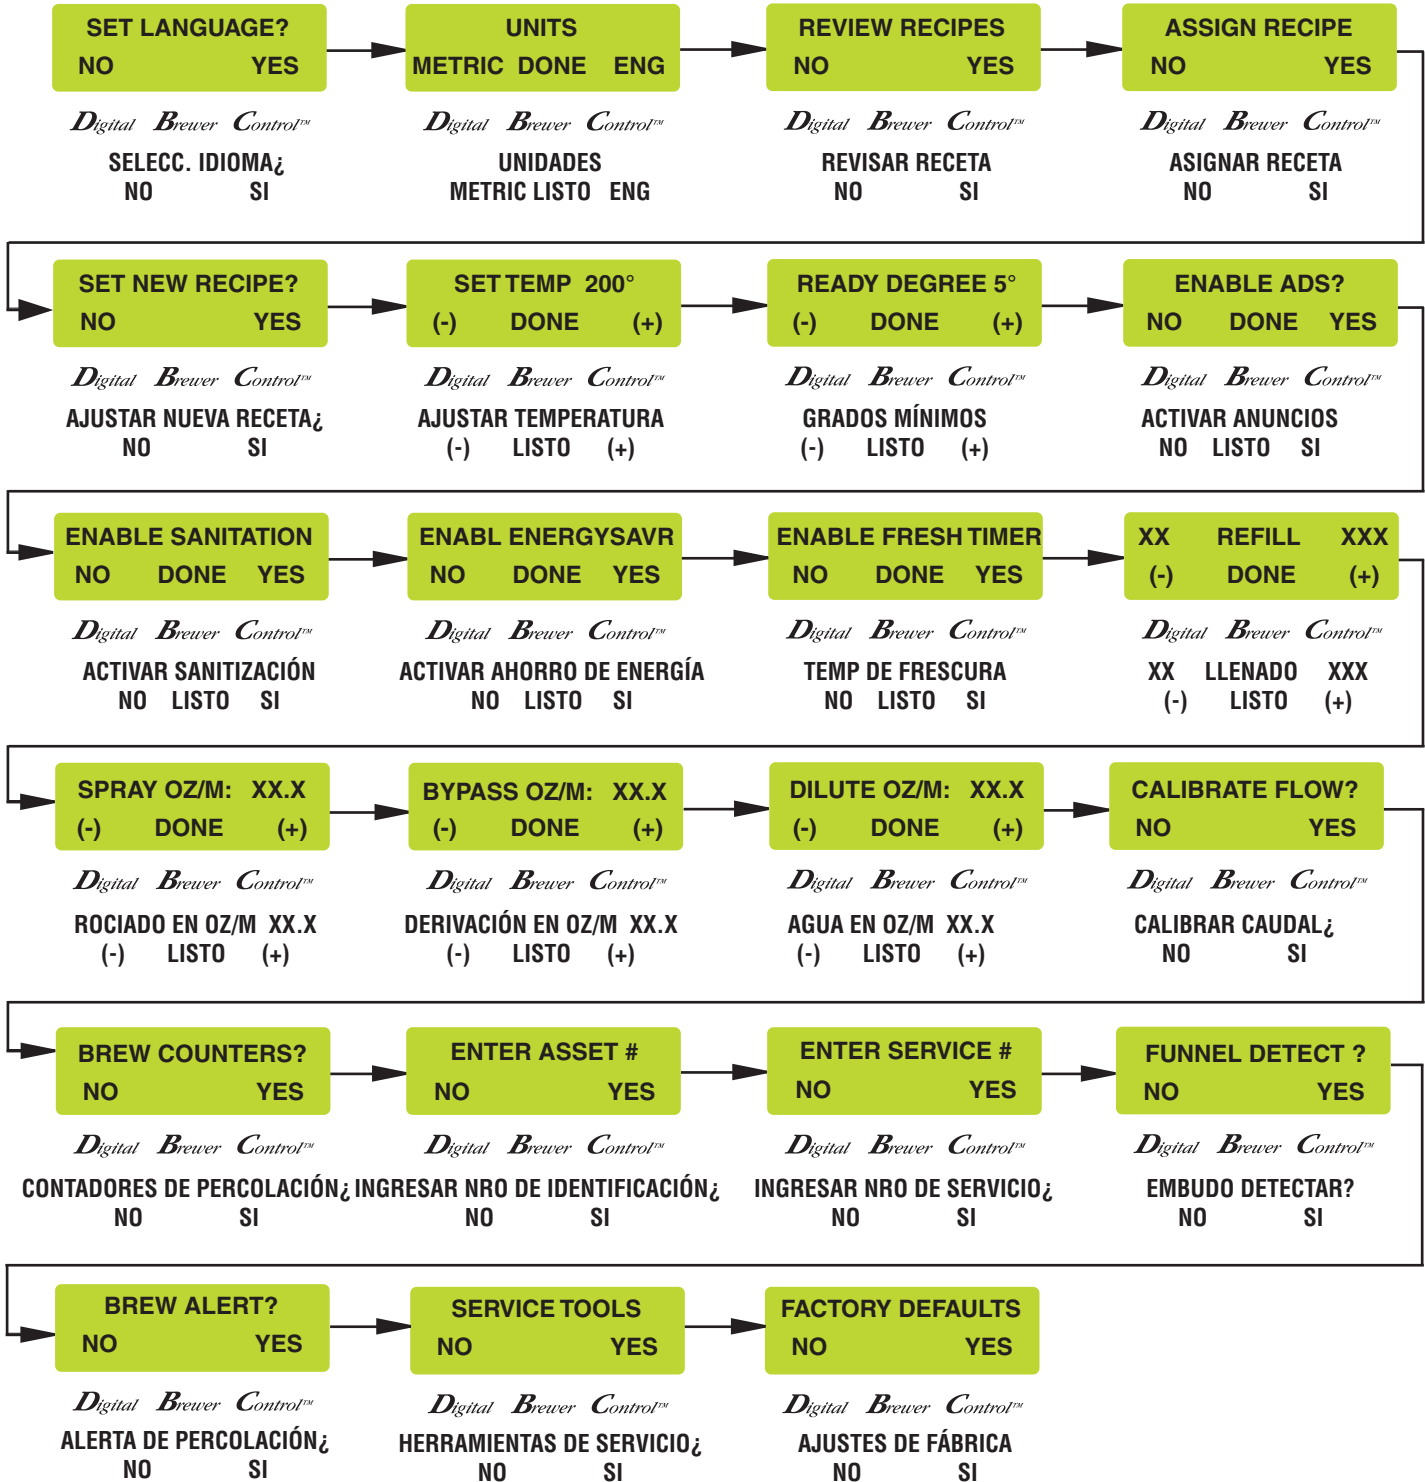 SET LANGUAGE?
NO YES
Digital Brewer Control™
SELECC. IDIOMA¿
NO SI
UNITS
METRIC DONE ENG
Digital Brewer Control™
UNIDADES
METRIC LISTO ENG
REVIEW RECIPES
NO YES
Digital Brewer Control™
REVISAR RECETA
NO SI
ASSIGN RECIPE
NO YES
Digital Brewer Control™
ASIGNAR RECETA
NO SI
SET NEW RECIPE?
NO YES
Digital Brewer Control™
AJUSTAR NUEVA RECETA¿
NO SI
SET TEMP 200°
(-) DONE (+)
Digital Brewer Control™
AJUSTAR TEMPERATURA
(-) LISTO (+)
READY DEGREE 5°
(-) DONE (+)
Digital Brewer Control™
GRADOS MÍNIMOS
(-) LISTO (+)
ENABLE ADS?
NO DONE YES
Digital Brewer Control™
ACTIVAR ANUNCIOS
NO LISTO SI
ENABLE SANITATION
NO DONE YES
Digital Brewer Control™
ACTIVAR SANITIZACIÓN
NO LISTO SI
ENABL ENERGYSAVR
NO DONE YES
Digital Brewer Control™
ACTIVAR AHORRO DE ENERGÍA
NO LISTO SI
ENABLE FRESH TIMER
NO DONE YES
Digital Brewer Control™
TEMP DE FRESCURA
NO LISTO SI
XX REFILL XXX
(-) DONE (+)
Digital Brewer Control™
XX LLENADO XXX
(-) LISTO (+)
SPRAY OZ/M: XX.X
(-) DONE (+)
Digital Brewer Control™
ROCIADO EN OZ/M XX.X
(-) LISTO (+)
BYPASS OZ/M: XX.X
(-) DONE (+)
Digital Brewer Control™
DERIVACIÓN EN OZ/M XX.X
(-) LISTO (+)
DILUTE OZ/M: XX.X
(-) DONE (+)
Digital Brewer Control™
AGUA EN OZ/M XX.X
(-) LISTO (+)
CALIBRATE FLOW?
NO YES
Digital Brewer Control™
CALIBRAR CAUDAL¿
NO SI
BREW COUNTERS?
NO YES
Digital Brewer Control™
CONTADORES DE PERCOLACIÓN¿
NO SI
ENTER ASSET #
NO YES
Digital Brewer Control™
INGRESAR NRO DE IDENTIFICACIÓN¿
NO SI
ENTER SERVICE #
NO YES
Digital Brewer Control™
INGRESAR NRO DE SERVICIO¿
NO SI
FUNNEL DETECT ?
NO YES
Digital Brewer Control™
EMBUDO DETECTAR?
NO SI
BREW ALERT?
NO YES
Digital Brewer Control™
ALERTA DE PERCOLACIÓN¿
NO SI
SERVICE TOOLS
NO YES
Digital Brewer Control™
HERRAMIENTAS DE SERVICIO¿
NO SI
FACTORY DEFAULTS
NO YES
Digital Brewer Control™
AJUSTES DE FÁBRICA
NO SI